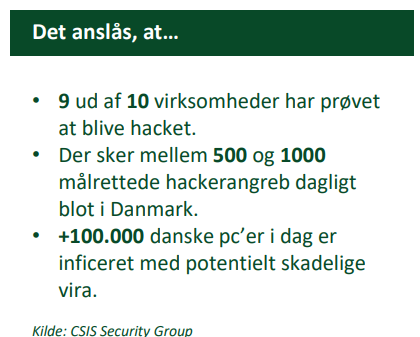 Det anslås, at...
• 9 ud af 10 virksomheder har prøvet
at blive hacket.
• Der sker mellem 500 og 1000
målrettede hackerangreb dagligt
blot i Danmark.
• +100.000 danske pc’er i dag er
inficeret med potentielt skadelige
vira.
Kilde: CSIS Security Group